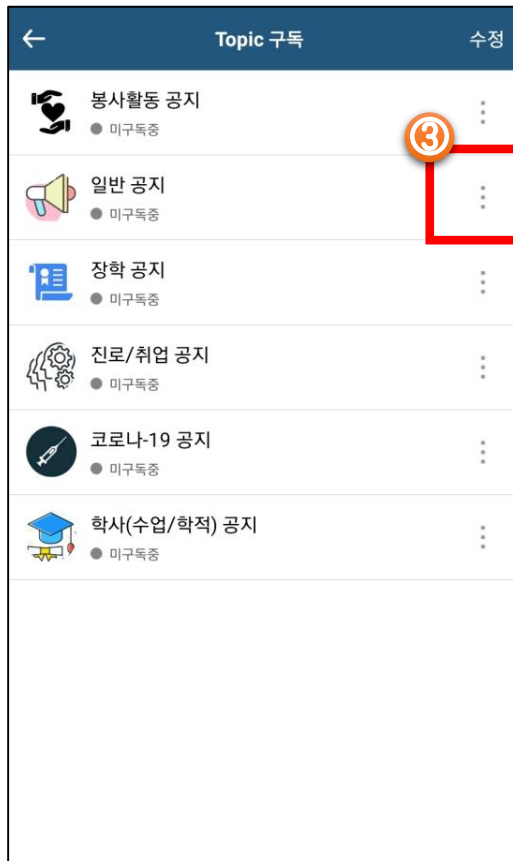 Topic 구독
수정
봉사활동 공지
미구독중
③
일반 공지
미구독중
장학 공지
미구독중
진로/취업 공지
미구독중
코로나-19 공지
미구독중
학사(수업/학적) 공지
미구독중